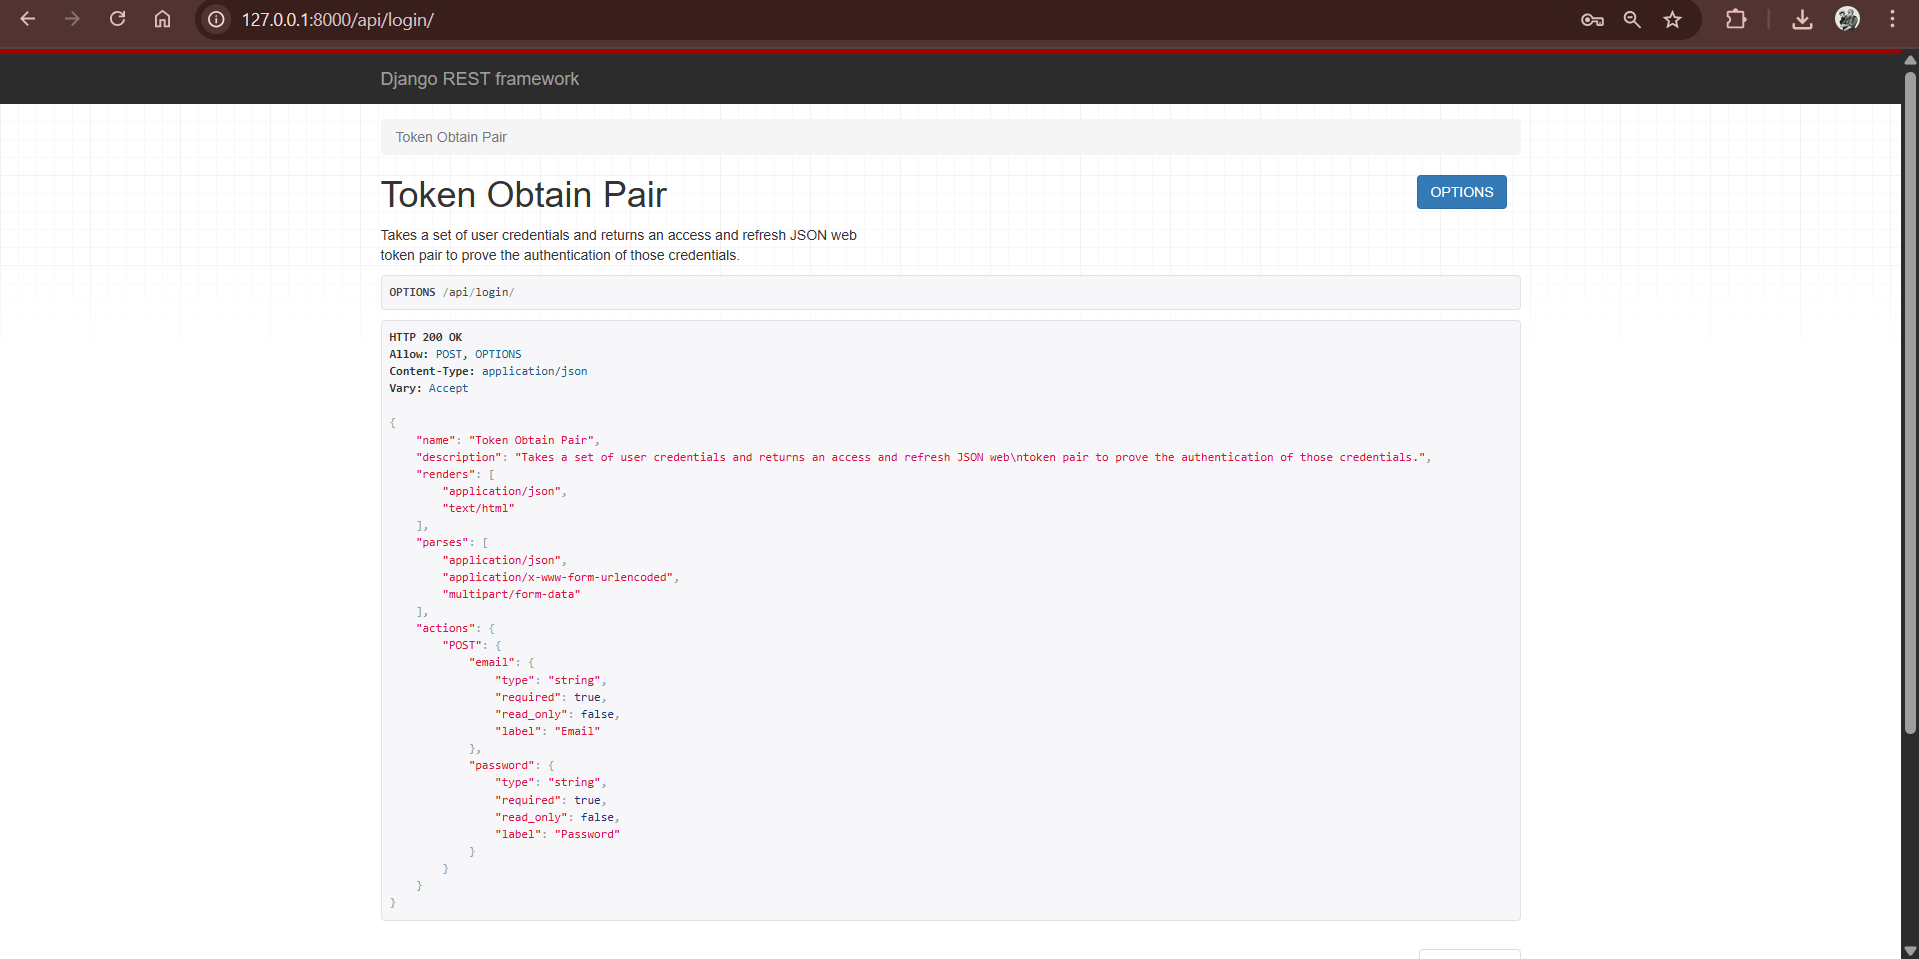 127.0.0.1:8000/api/login/
Django REST framework
Token Obtain Pair
Token Obtain Pair
OPTIONS
Takes a set of user credentials and returns an access and refresh JSON web
token pair to prove the authentication of those credentials.
OPTIONS /api/login/
HTTP 200 OK
Allow: POST, OPTIONS
Content-Type: application/json
Vary: Accept
{
    "name": "Token Obtain Pair",
    "description": "Takes a set of user credentials and returns an access and refresh JSON web\ntoken pair to prove the authentication of those credentials.",
    "renders": [
        "application/json",
        "text/html"
    ],
    "parses": [
        "application/json",
        "application/x-www-form-urlencoded",
        "multipart/form-data"
    ],
    "actions": {
        "POST": {
            "email": {
                "type": "string",
                "required": true,
                "read_only": false,
                "label": "Email"
            },
            "password": {
                "type": "string",
                "required": true,
                "read_only": false,
                "label": "Password"
            }
        }
    }
}